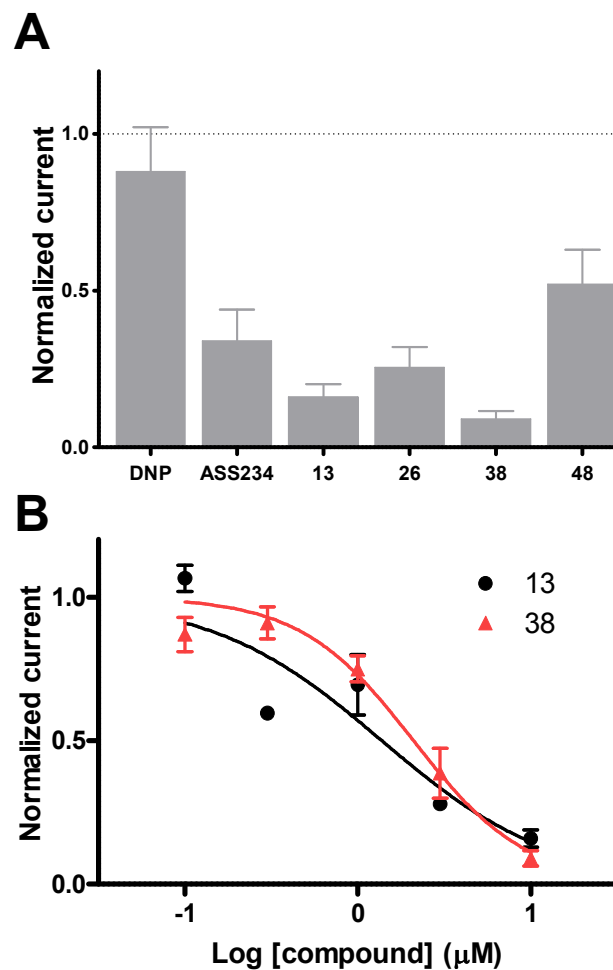 A
Normalized current
1.0
0.5
0.0
DNP ASS234 13 26 38 48
B
Normalized current
1.0
0.5
0.0
13
38
-1 0 1
Log [compound] (μM)